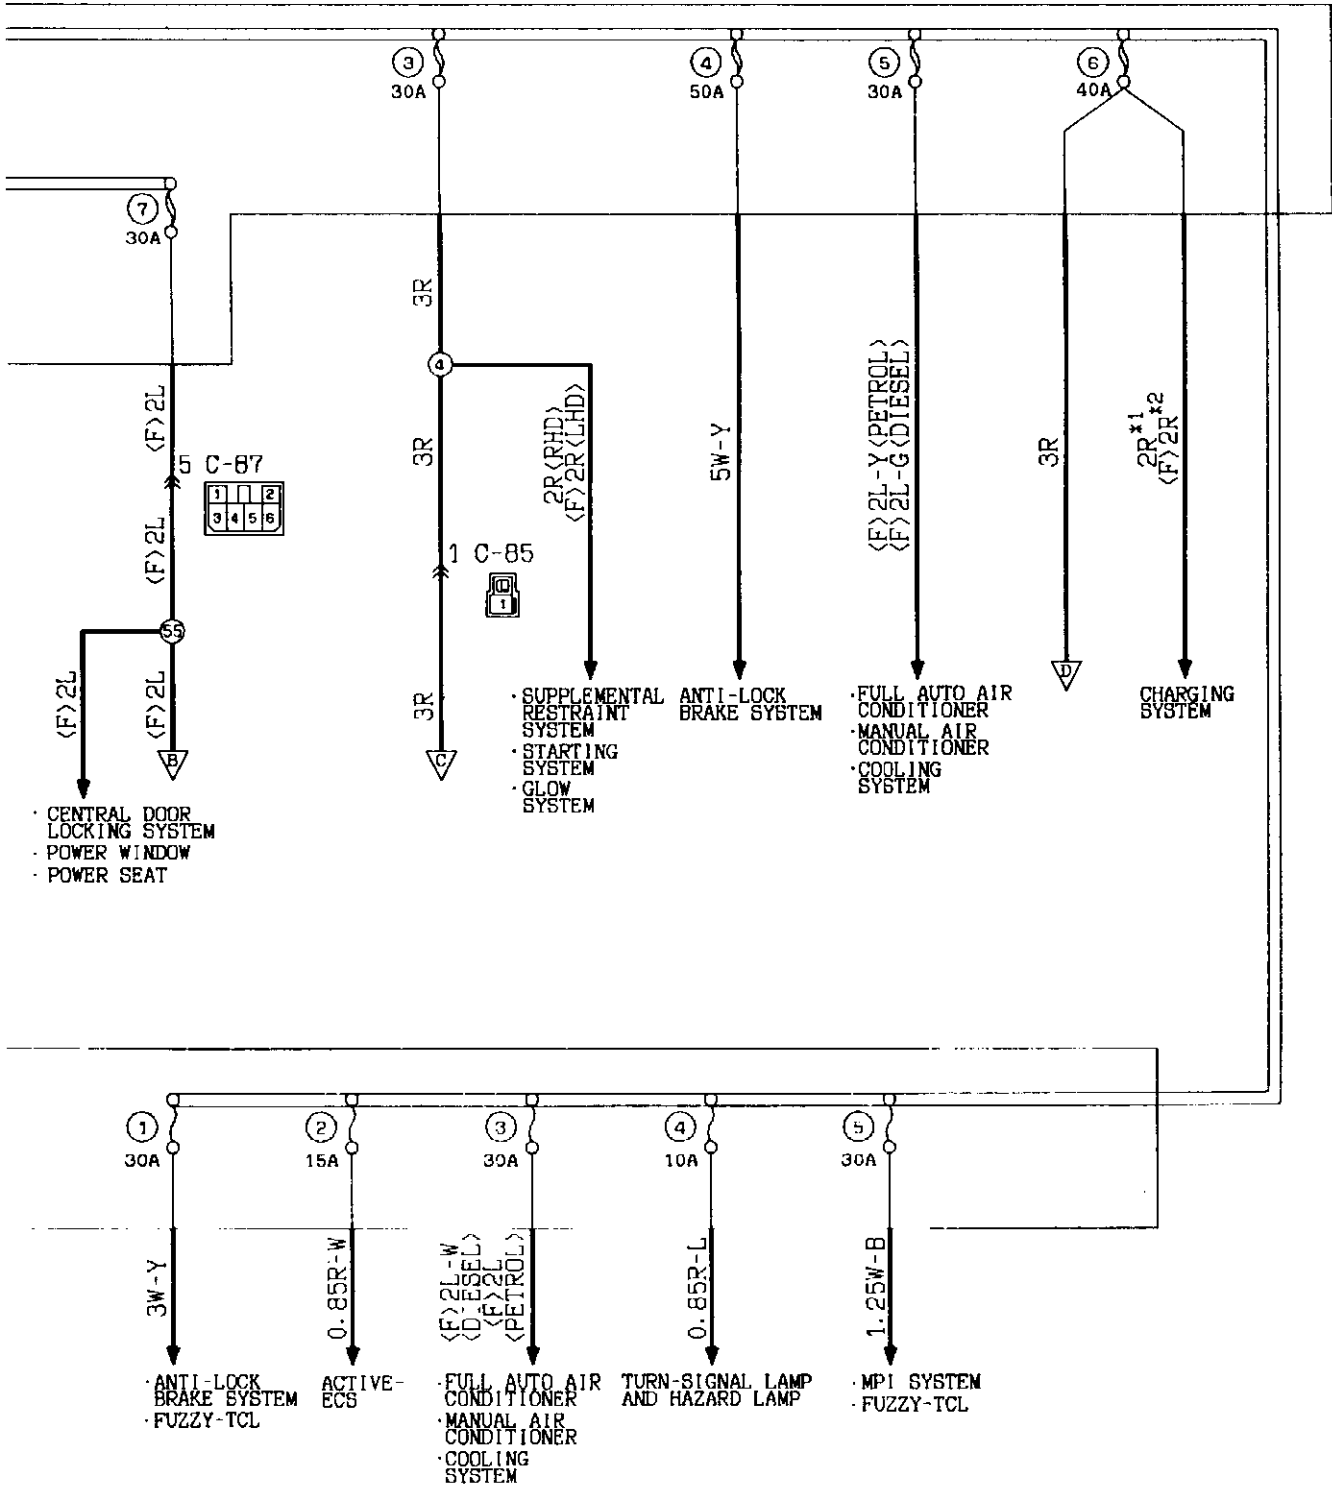 3
30A
4
50A
5
30A
6
40A
7
30A
3R
4
3R
3R
1 C-85
1
<F>2L
5 C-87
1 2
3 4 5 6
<F>2L
55
<F>2L
<F>2L
B
C
D
2R<RHD>
<F>2R<LHD>
5W-Y
<F>2L-Y<PETROL>
<F>2L-G<DIESEL>
3R
2R*1
<F>2R*2
· CENTRAL DOOR
LOCKING SYSTEM
· POWER WINDOW
· POWER SEAT
· SUPPLEMENTAL
RESTRAINT
SYSTEM
· STARTING
SYSTEM
· GLOW
SYSTEM
ANTI-LOCK
BRAKE SYSTEM
· FULL AUTO AIR
CONDITIONER
· MANUAL AIR
CONDITIONER
· COOLING
SYSTEM
CHARGING
SYSTEM
1
30A
2
15A
3
30A
4
10A
5
30A
3W-Y
0.85R-W
<F>2L-W
<D.ESEL>
<F>2L
<PETROL>
0.85R-L
1.25W-B
· ANTI-LOCK
BRAKE SYSTEM
· FUZZY-TCL
ACTIVE-
ECS
· FULL AUTO AIR
CONDITIONER
· MANUAL AIR
CONDITIONER
· COOLING
SYSTEM
TURN-SIGNAL LAMP
AND HAZARD LAMP
· MPI SYSTEM
· FUZZY-TCL